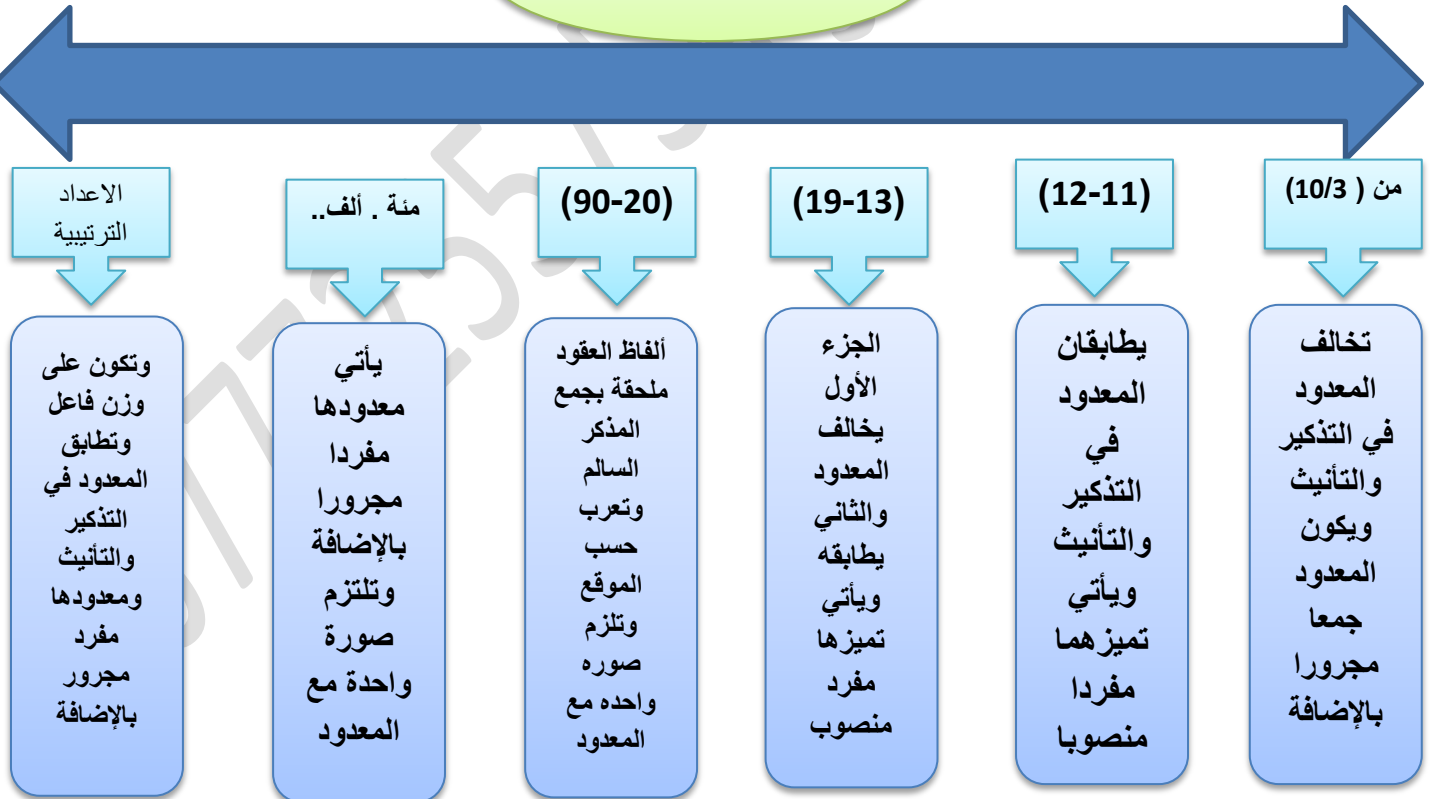 من ( 10/3)
تخالف
المعدود
في التذكير
والتأنيث
ويكون
المعدود
جمعا
مجرورا
بالإضافة
(12-11)
يطابقان
المعدود
في
التذكير
والتأنيث
ويأتي
تميزهما
مفردا
منصوبا
(19-13)
الجزء
الأول
يخالف
المعدود
والثاني
يطابقه
ويأتي
تميزها
مفرد
منصوب
(90-20)
ألفاظ العقود
ملحقة بجمع
المذكر
السالم
وتعرب
حسب
الموقع
وتلزم
صوره
واحده مع
المعدود
مئة . ألف..
يأتي
معدودها
مفردا
مجرورا
بالإضافة
وتلتزم
صورة
واحدة مع
المعدود
الاعداد
الترتيبية
وتكون على
وزن فاعل
وتطابق
المعدود في
التذكير
والتأنيث
ومعدودها
مفرد
مجرور
بالإضافة